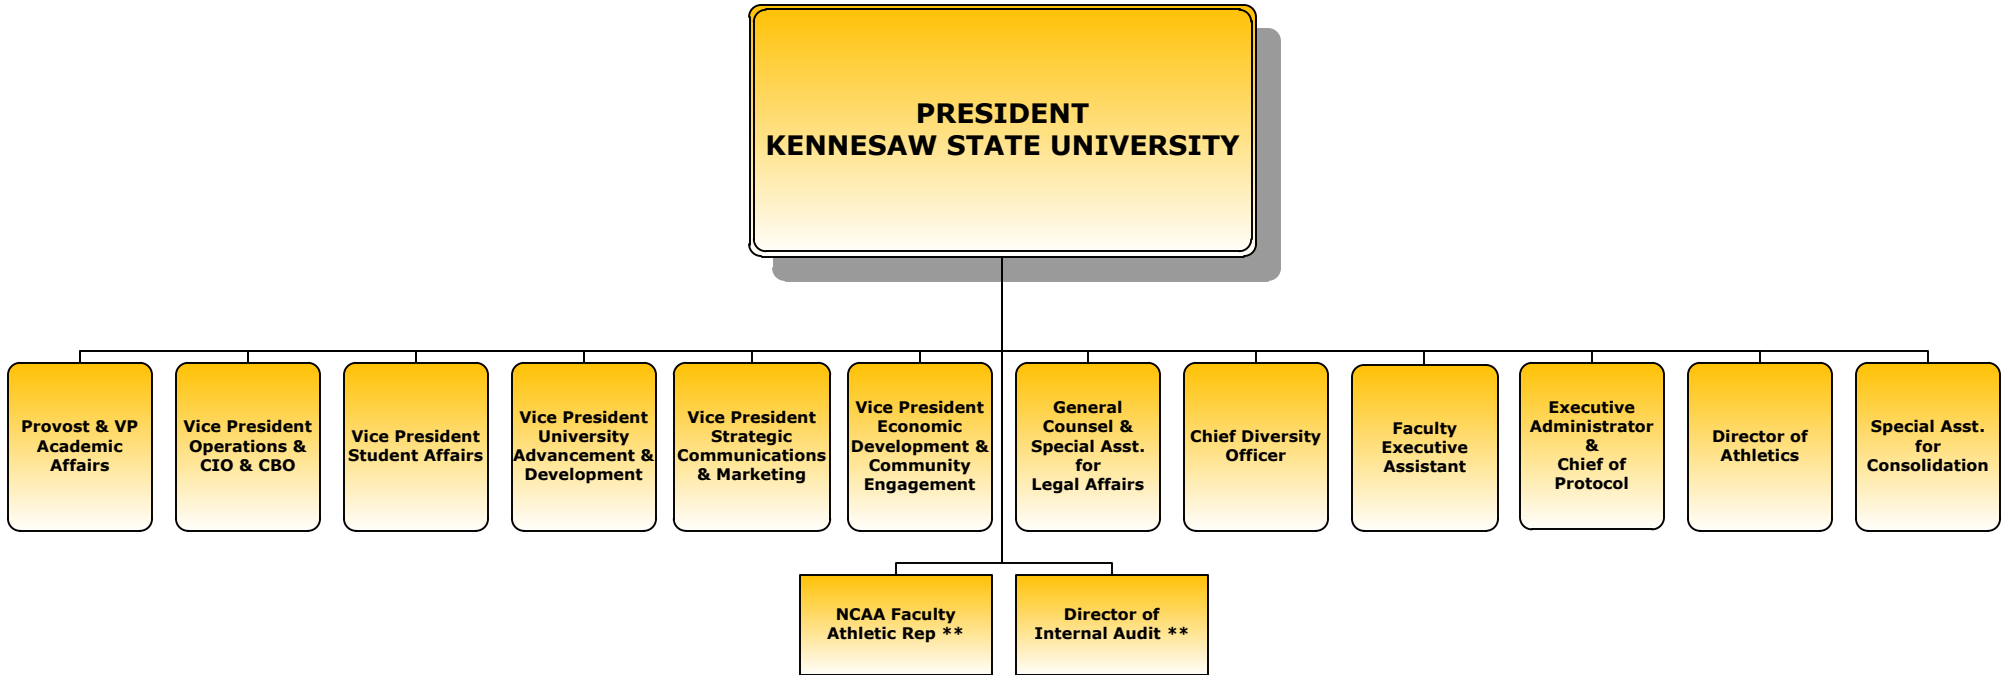 PRESIDENT
KENNESAW STATE UNIVERSITY
Provost & VP
Academic
Affairs
Vice President
Operations &
CIO & CBO
Vice President
Student Affairs
Vice President
University
Advancement &
Development
Vice President
Strategic
Communications
& Marketing
Vice President
Economic
Development &
Community
Engagement
General
Counsel &
Special Asst.
for
Legal Affairs
Chief Diversity
Officer
Faculty
Executive
Assistant
Executive
Administrator
&
Chief of
Protocol
Director of
Athletics
Special Asst.
for
Consolidation
NCAA Faculty
Athletic Rep **
Director of
Internal Audit **